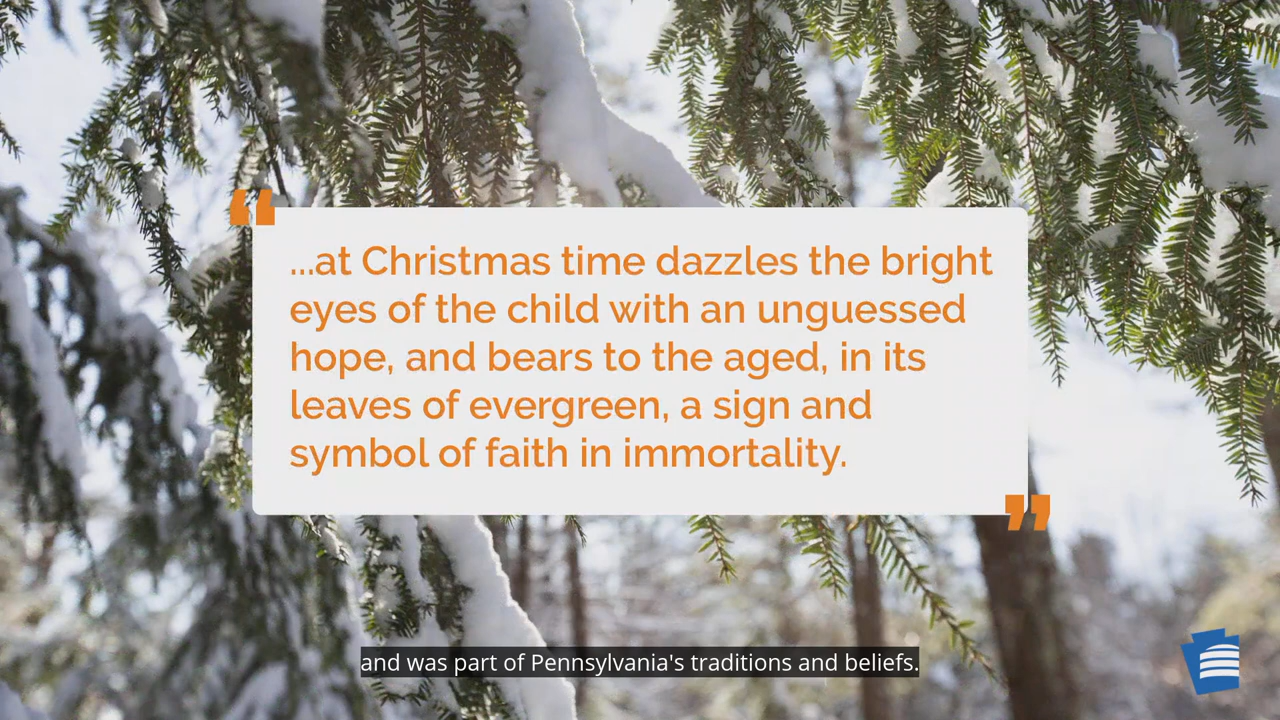 “
...at Christmas time dazzles the bright
eyes of the child with an unguessed
hope, and bears to the aged, in its
leaves of evergreen, a sign and
symbol of faith in immortality.
”
and was part of Pennsylvania's traditions and beliefs.